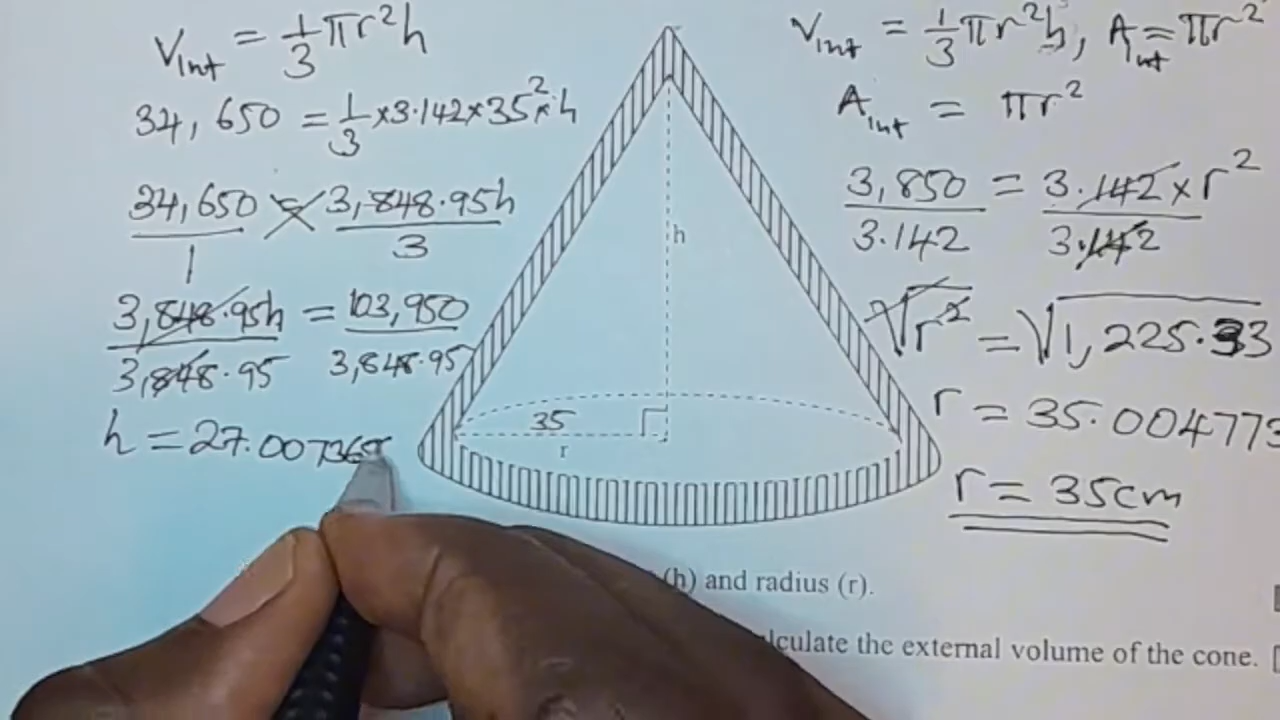 V_int = 1/3 πr²h
34,650 = 1/3 × 3.142 × 35² × h
34,650/1 = 3,848.95h/3
3,848.95h/3,848.95 = 103,950/3,848.95
h = 27.00736
h
35
r
V_int = 1/3 πr²h, A_int = πr²
A_int = πr²
3,850/3.142 = 3.142 × r²/3.142
√r² = √1,225.33
r = 35.004773
r = 35cm
(h) and radius (r).
lculate the external volume of the cone.